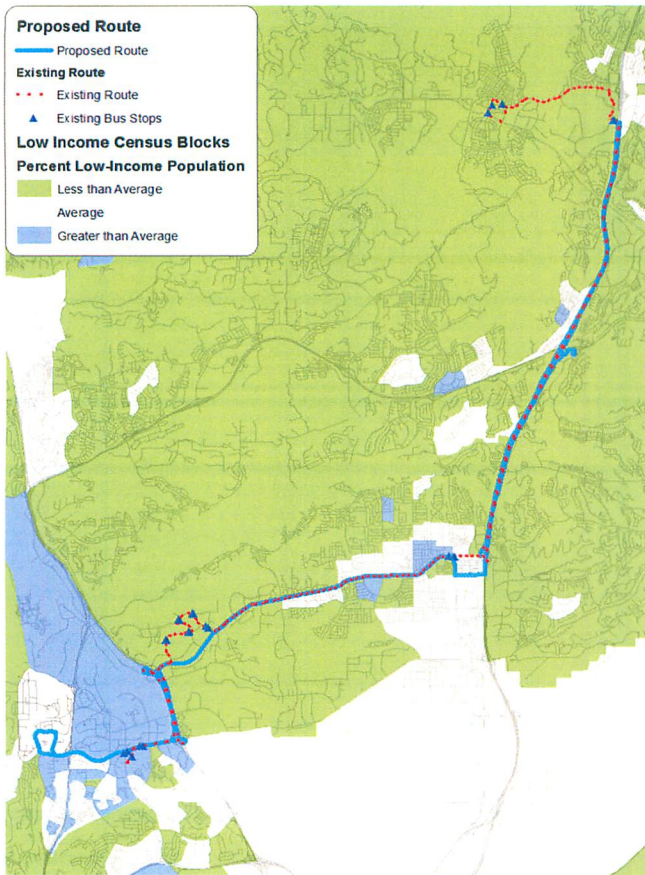 Proposed Route
Proposed Route
Existing Route
Existing Route
Existing Bus Stops
Low Income Census Blocks
Percent Low-Income Population
Less than Average
Average
Greater than Average